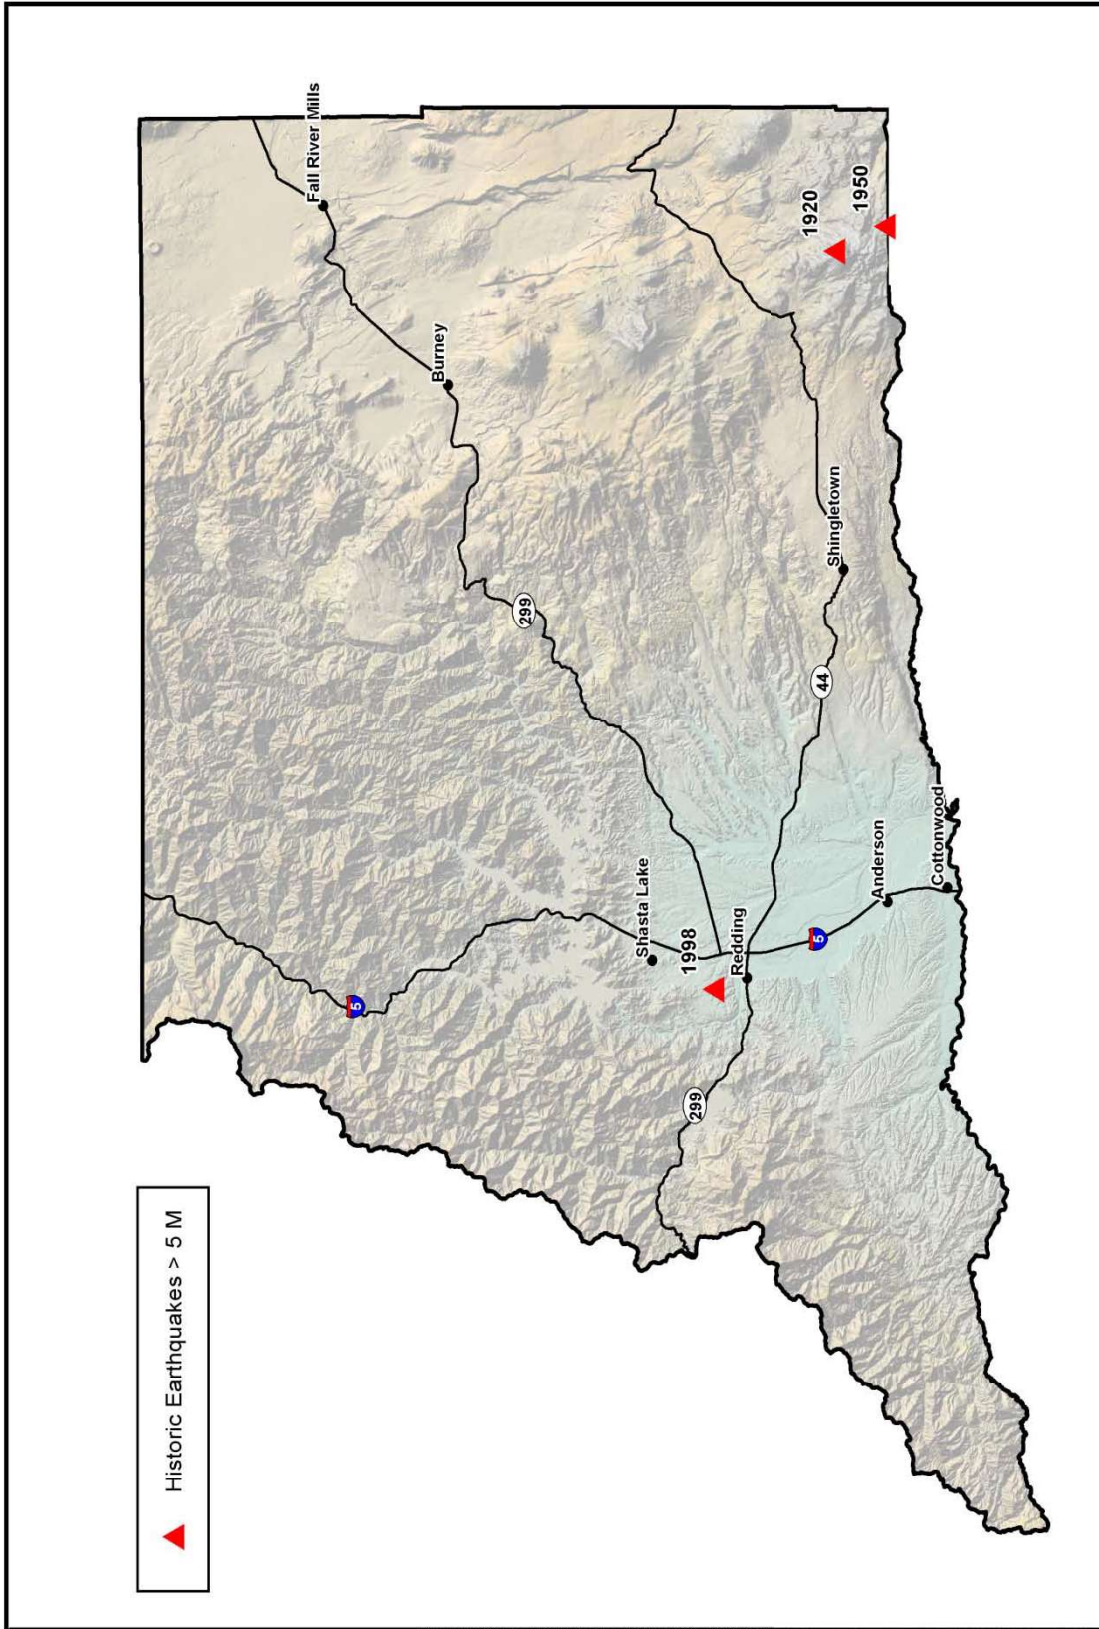 Historic Earthquakes > 5 M
Fall River Mills
Burney
299
5
Shasta Lake
1998
299
Redding
5
44
Shingletown
1920
1950
Anderson
Cottonwood